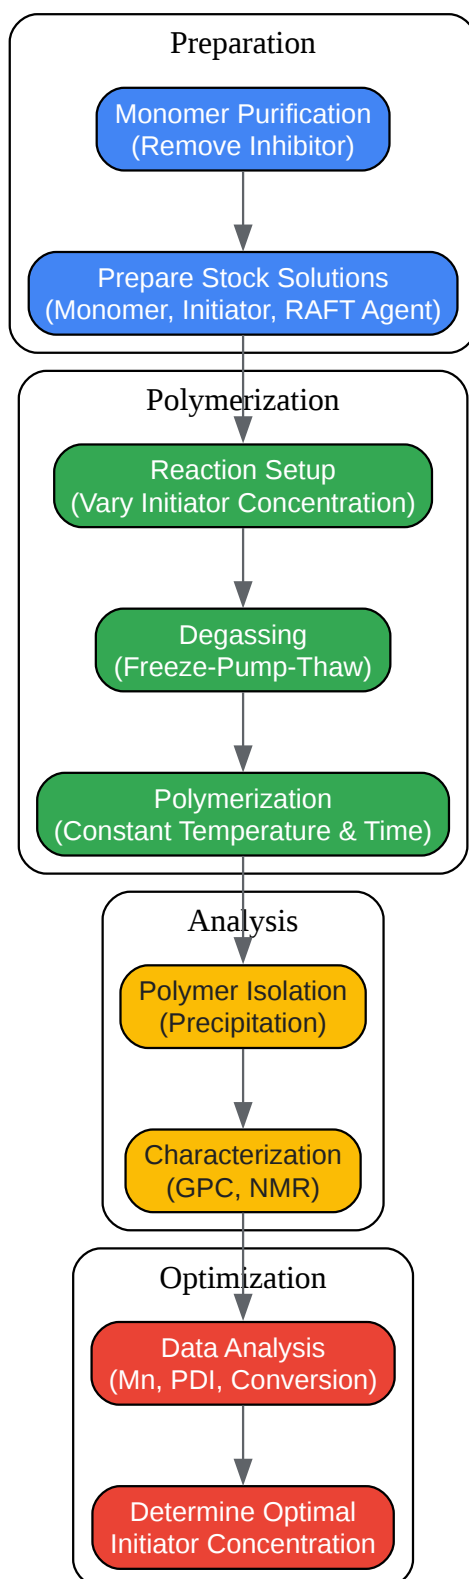 Preparation
Monomer Purification
(Remove Inhibitor)
Prepare Stock Solutions
(Monomer, Initiator, RAFT Agent)
Polymerization
Reaction Setup
(Vary Initiator Concentration)
Degassing
(Freeze-Pump-Thaw)
Polymerization
(Constant Temperature & Time)
Analysis
Polymer Isolation
(Precipitation)
Characterization
(GPC, NMR)
Optimization
Data Analysis
(Mn, PDI, Conversion)
Determine Optimal
Initiator Concentration